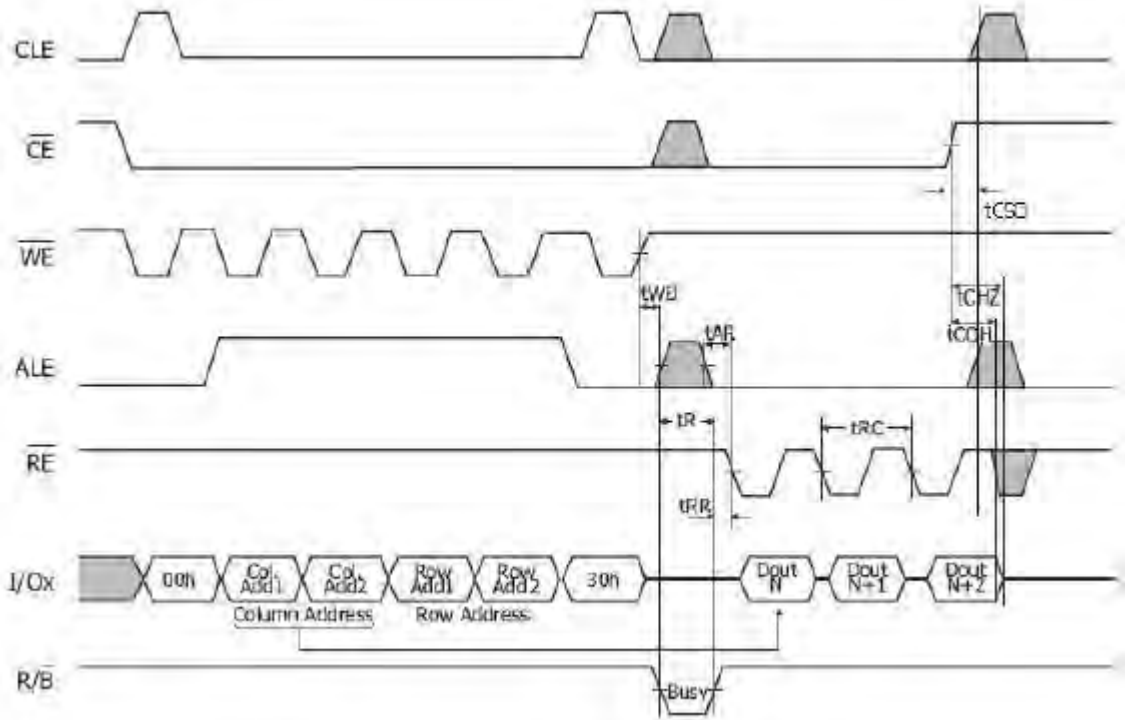 CLE
CE
tCSD
WE
tWB
tCHZ
tAR
tCOH
ALE
tR
tRC
RE
tRR
I/Ox
00h
Col. Add1
Col. Add2
Row Add1
Row Add2
30h
Dout N
Dout N+1
Dout N+2
Column Address
Row Address
R/B
Busy